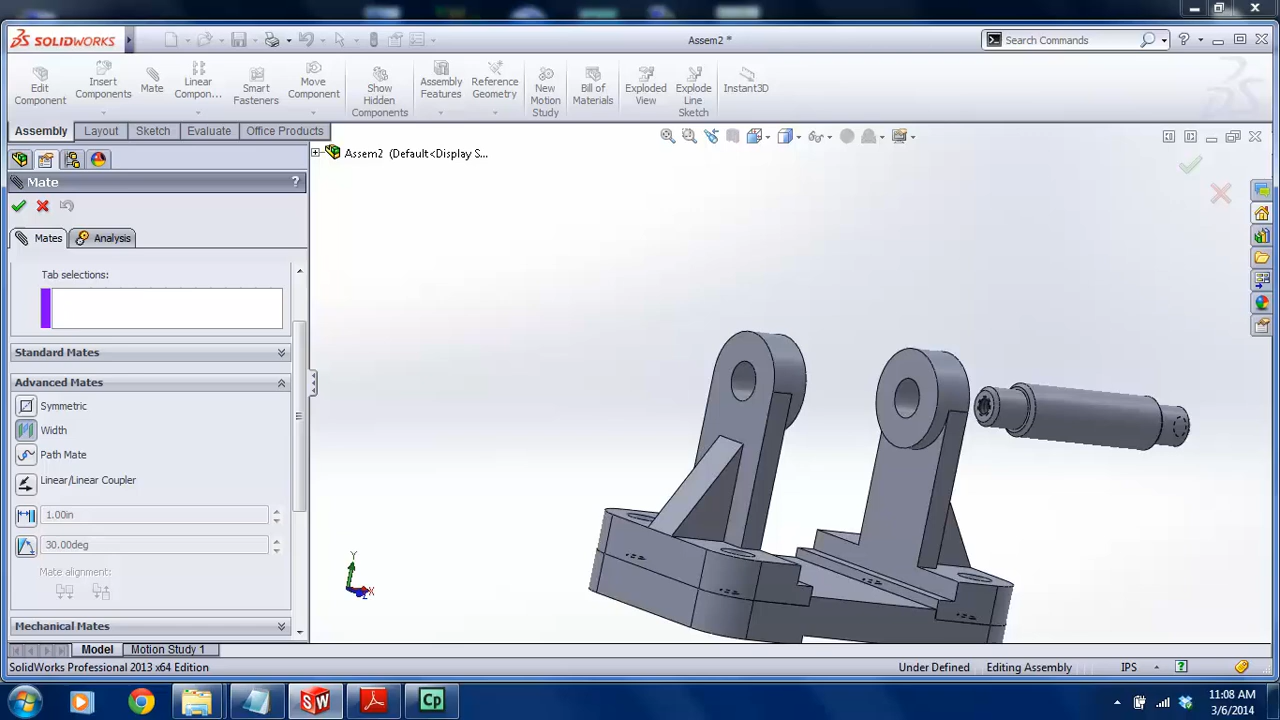 SOLIDWORKS
Assem2 *
Search Commands
Edit Component
Insert Components
Mate
Linear Compon...
Smart Fasteners
Move Component
Show Hidden Components
Assembly Features
Reference Geometry
New Motion Study
Bill of Materials
Exploded View
Explode Line Sketch
Instant3D
Assembly
Layout
Sketch
Evaluate
Office Products
Assem2 (Default<Display S...
Mate
?
Mates
Analysis
Tab selections:
Standard Mates
Advanced Mates
Symmetric
Width
Path Mate
Linear/Linear Coupler
1.00in
30.00deg
Mate alignment:
Mechanical Mates
Y
X
Z
Model
Motion Study 1
SolidWorks Professional 2013 x64 Edition
Under Defined
Editing Assembly
IPS
?
SW
Cp
11:08 AM
3/6/2014